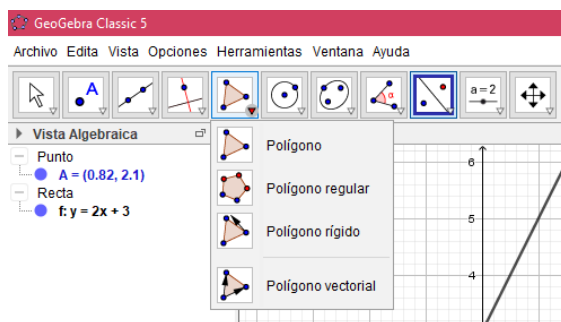 GeoGebra Classic 5
Archivo Edita Vista Opciones Herramientas Ventana Ayuda
A
α
a = 2
Vista Algebraica
Punto
A = (0.82, 2.1)
Recta
f: y = 2x + 3
Polígono
Polígono regular
Polígono rígido
Polígono vectorial
6
5
4